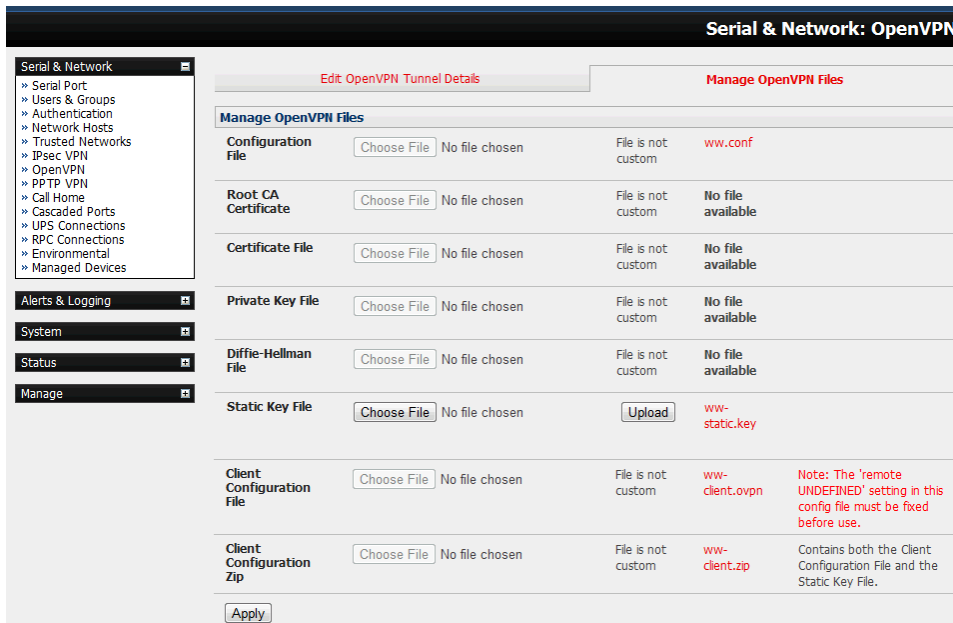 Serial & Network: OpenVPN
Serial & Network
» Serial Port
» Users & Groups
» Authentication
» Network Hosts
» Trusted Networks
» IPsec VPN
» OpenVPN
» PPTP VPN
» Call Home
» Cascaded Ports
» UPS Connections
» RPC Connections
» Environmental
» Managed Devices
Alerts & Logging
System
Status
Manage
Edit OpenVPN Tunnel Details
Manage OpenVPN Files
Manage OpenVPN Files
Configuration
File
Choose File No file chosen
File is not
custom
ww.conf
Root CA
Certificate
Choose File No file chosen
File is not
custom
No file
available
Certificate File
Choose File No file chosen
File is not
custom
No file
available
Private Key File
Choose File No file chosen
File is not
custom
No file
available
Diffie-Hellman
File
Choose File No file chosen
File is not
custom
No file
available
Static Key File
Choose File No file chosen
Upload
ww-
static.key
Client
Configuration
File
Choose File No file chosen
File is not
custom
ww-
client.ovpn
Note: The 'remote
UNDEFINED' setting in this
config file must be fixed
before use.
Client
Configuration
Zip
Choose File No file chosen
File is not
custom
ww-
client.zip
Contains both the Client
Configuration File and the
Static Key File.
Apply